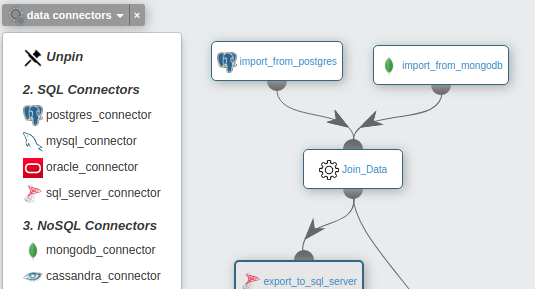 data connectors ×
Unpin
2. SQL Connectors
postgres_connector
mysql_connector
oracle_connector
sql_server_connector
3. NoSQL Connectors
mongodb_connector
cassandra_connector
import_from_postgres
import_from_mongodb
Join_Data
export_to_sql_server